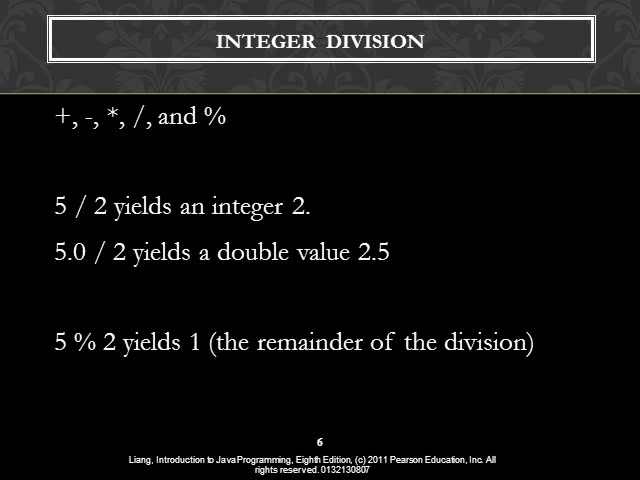 INTEGER DIVISION
+, -, *, /, and %
5 / 2 yields an integer 2.
5.0 / 2 yields a double value 2.5
5 % 2 yields 1 (the remainder of the division)
6
Liang, Introduction to Java Programming, Eighth Edition, (c) 2011 Pearson Education, Inc. All
rights reserved. 0132130807